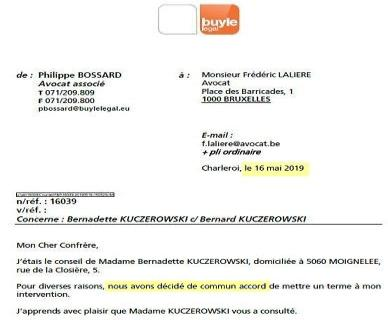 buyle
legal
de : Philippe BOSSARD
Avocat associé
T 071/209.809
F 071/209.800
pbossard@buylelegal.eu
à : Monsieur Frédéric LALIERE
Avocat
Place des Barricades, 1
1000 BRUXELLES
E-mail :
f.laliere@avocat.be
+ pli ordinaire
Charleroi, le 16 mai 2019
n/réf. : 16039
v/réf. :
Concerne : Bernadette KUCZEROWSKI c/ Bernard KUCZEROWSKI
Mon Cher Confrère,
J'étais le conseil de Madame Bernadette KUCZEROWSKI, domiciliée à 5060 MOIGNELEE,
rue de la Closière, 5.
Pour diverses raisons, nous avons décidé de commun accord de mettre un terme à mon
intervention.
J'apprends avec plaisir que Madame KUCZEROWSKI vous a consulté.